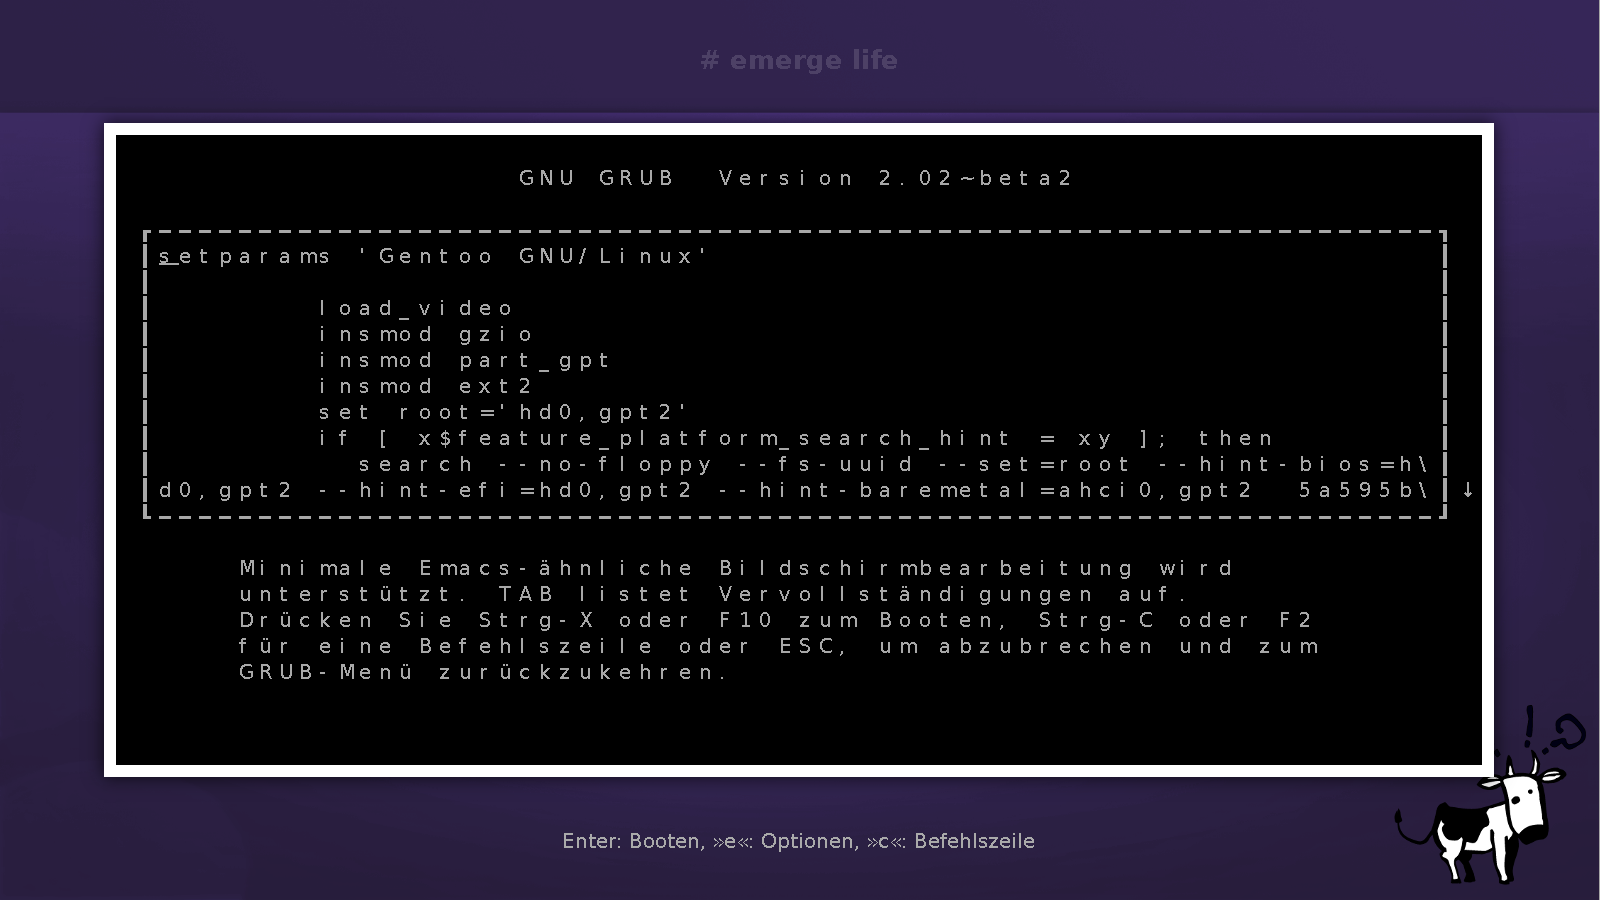 # emerge life
GNU GRUB  Version 2.02~beta2
setparams 'Gentoo GNU/Linux'
load_video
insmod gzio
insmod part_gpt
insmod ext2
set root='hd0,gpt2'
if [ x$feature_platform_search_hint = xy ]; then
search --no-floppy --fs-uuid --set=root --hint-bios=h\
d0,gpt2 --hint-efi=hd0,gpt2 --hint-baremetal=ahci0,gpt2  5a595b\ ↓
Minimale Emacs-ähnliche Bildschirmbearbeitung wird
unterstützt. TAB listet Vervollständigungen auf.
Drücken Sie Strg-X oder F10 zum Booten, Strg-C oder F2
für eine Befehlszeile oder ESC, um abzubrechen und zum
GRUB-Menü zurückzukehren.
!?
Enter: Booten, »e«: Optionen, »c«: Befehlszeile